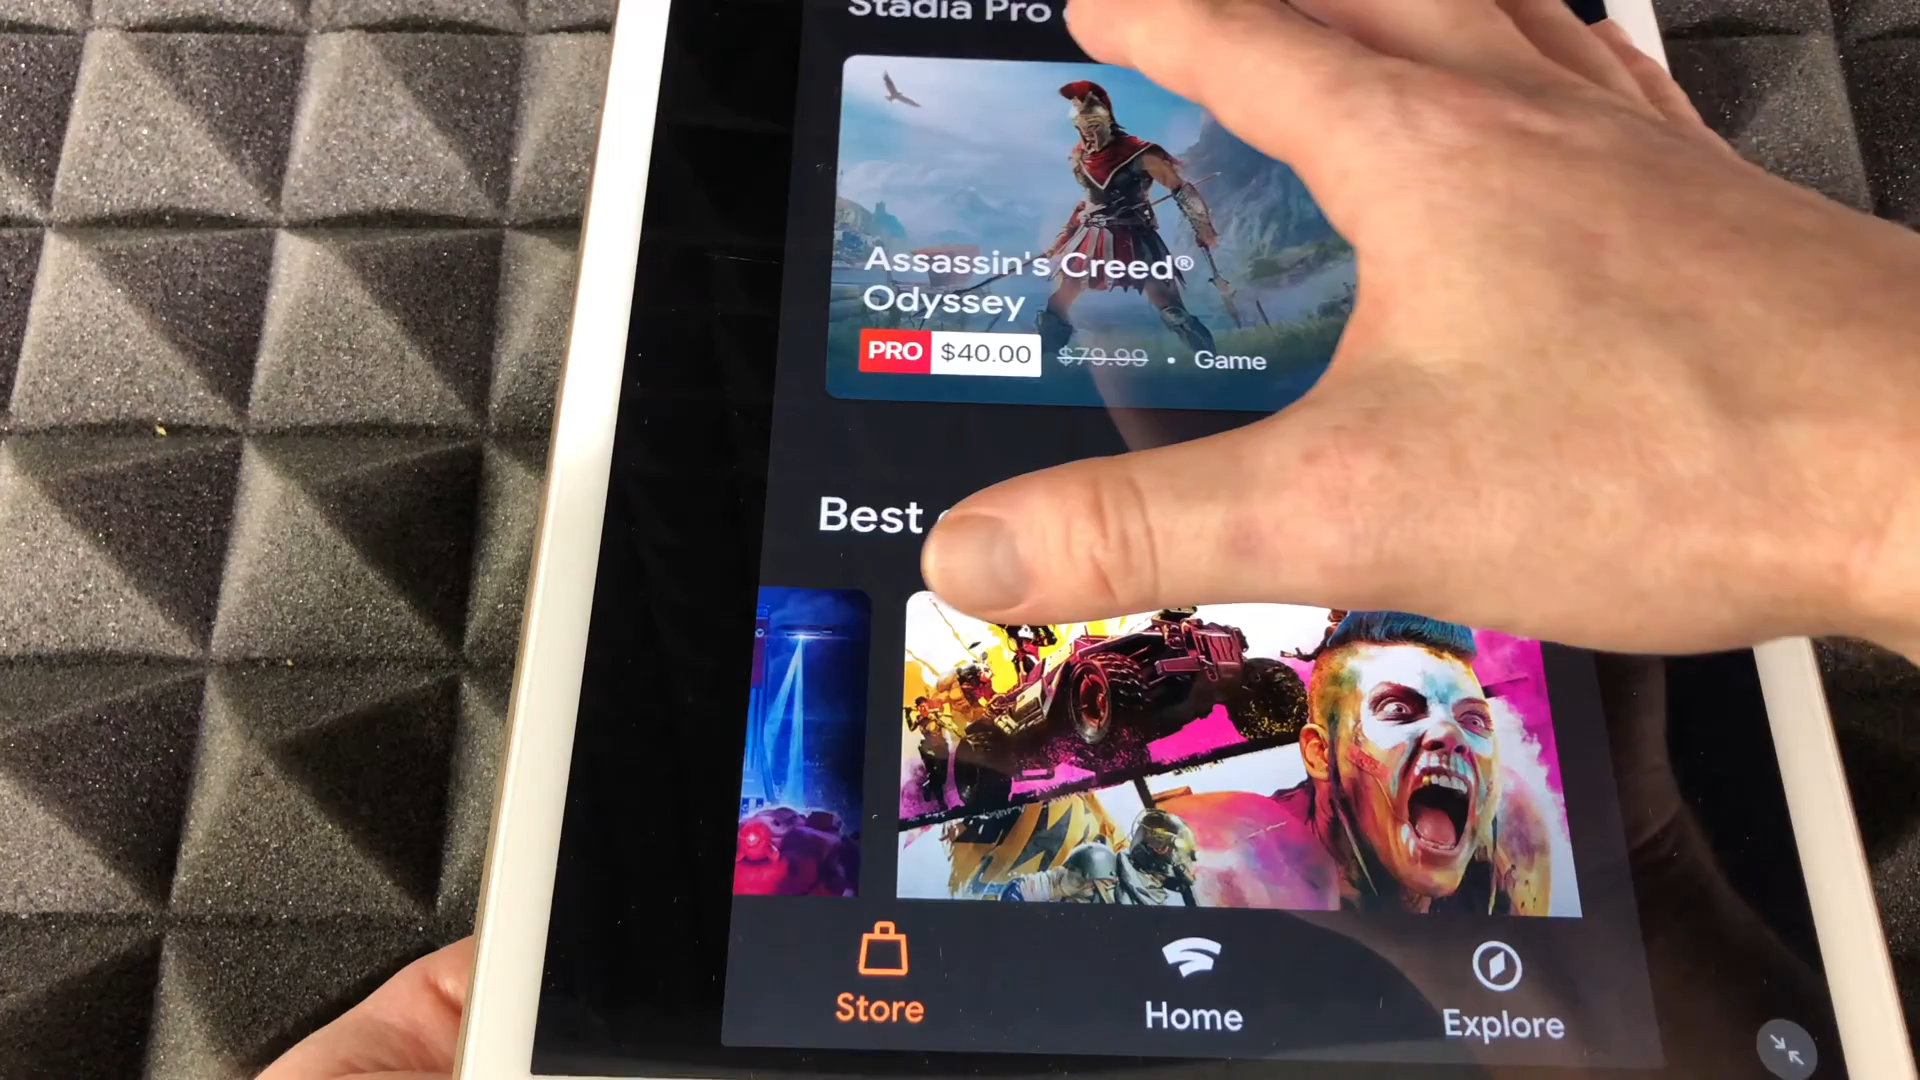 Stadia Pro
Assassin's Creed®
Odyssey
PRO $40.00 $79.99 • Game
Best
Store
Home
Explore